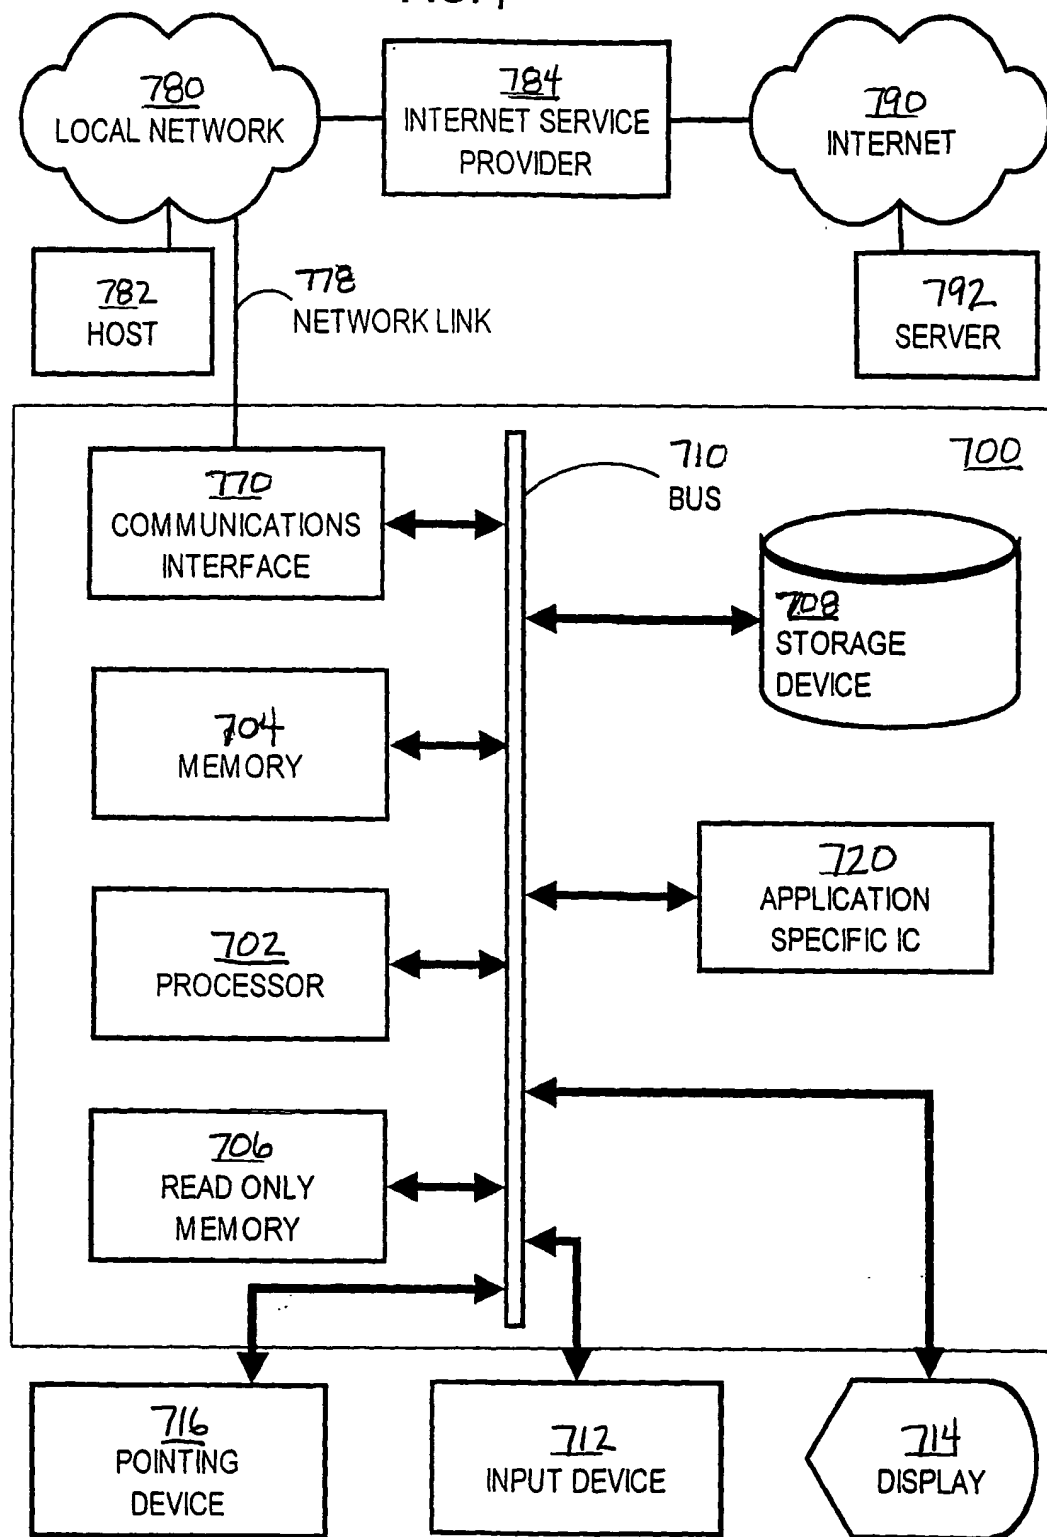 780
LOCAL NETWORK
784
INTERNET SERVICE
PROVIDER
790
INTERNET
782
HOST
778
NETWORK LINK
792
SERVER
700
710
BUS
770
COMMUNICATIONS
INTERFACE
708
STORAGE
DEVICE
704
MEMORY
720
APPLICATION
SPECIFIC IC
702
PROCESSOR
706
READ ONLY
MEMORY
716
POINTING
DEVICE
712
INPUT DEVICE
714
DISPLAY